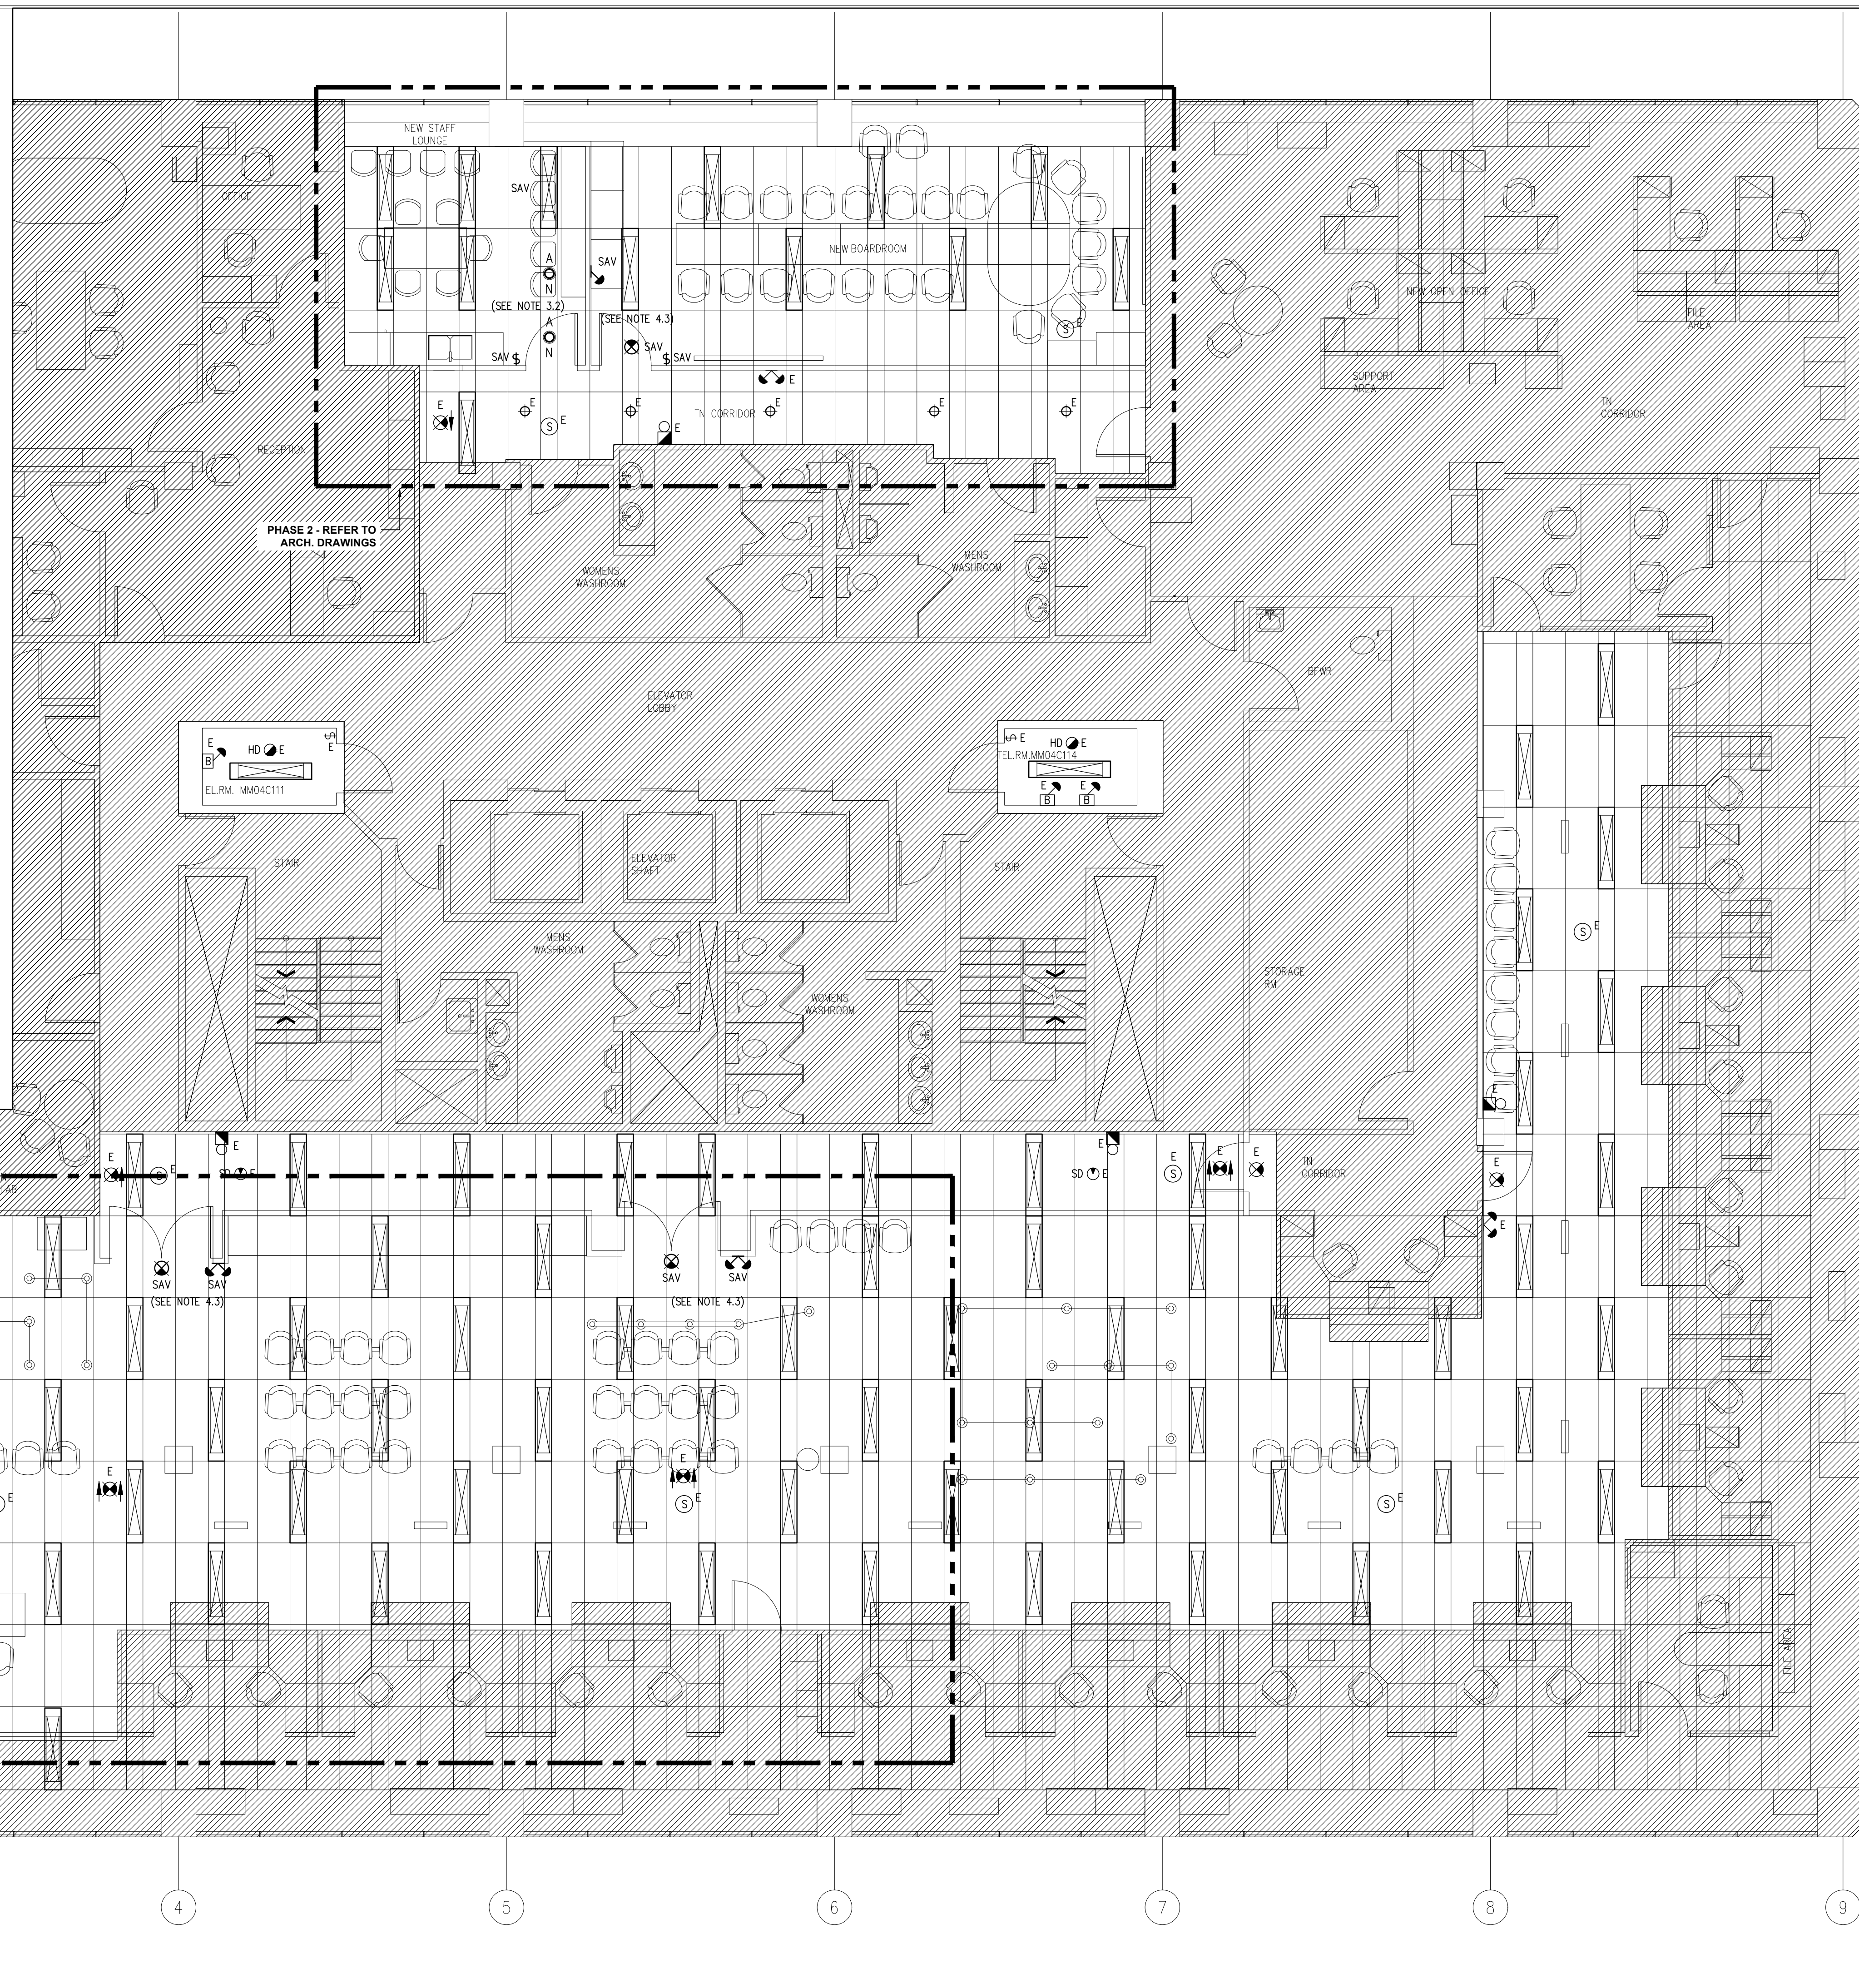 NEW STAFF
LOUNGE
OFFICE
SAV
SAV
NEW BOARDROOM
A
N
(SEE NOTE 3.2)
(SEE NOTE 4.3)
A
N
SAV $
SAV
$ SAV
S E
E
E
E
E
E
E
E
S E
E
TN CORRIDOR
RECEPTION
NEW OPEN OFFICE
FILE
AREA
SUPPORT
AREA
TN
CORRIDOR
PHASE 2 - REFER TO
ARCH. DRAWINGS
WOMENS
WASHROOM
MENS
WASHROOM
BFWR
ELEVATOR
LOBBY
E
B
HD E
E
EL.RM. MM04C111
E
HD E
TEL.RM.MM04C114
E E
B B
STAIR
ELEVATOR
SHAFT
STAIR
MENS
WASHROOM
WOMENS
WASHROOM
STORAGE
RM
S E
E
E
S E
E
SD E
E
SD E
E
S
E
E
TN
CORRIDOR
E
E
LAB
SAV
SAV
(SEE NOTE 4.3)
SAV
SAV
(SEE NOTE 4.3)
E
E
E
S E
S E
FILE AREA
4
5
6
7
8
9